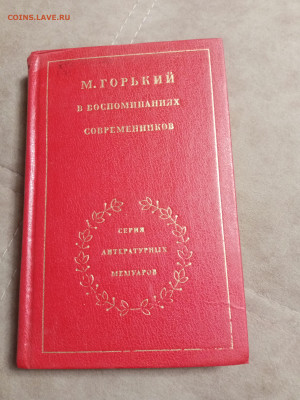 COINS.LAVE.RU
М. ГОРЬКИЙ
В ВОСПОМИНАНИЯХ
СОВРЕМЕННИКОВ
СЕРИЯ
ЛИТЕРАТУРНЫХ
МЕМУАРОВ